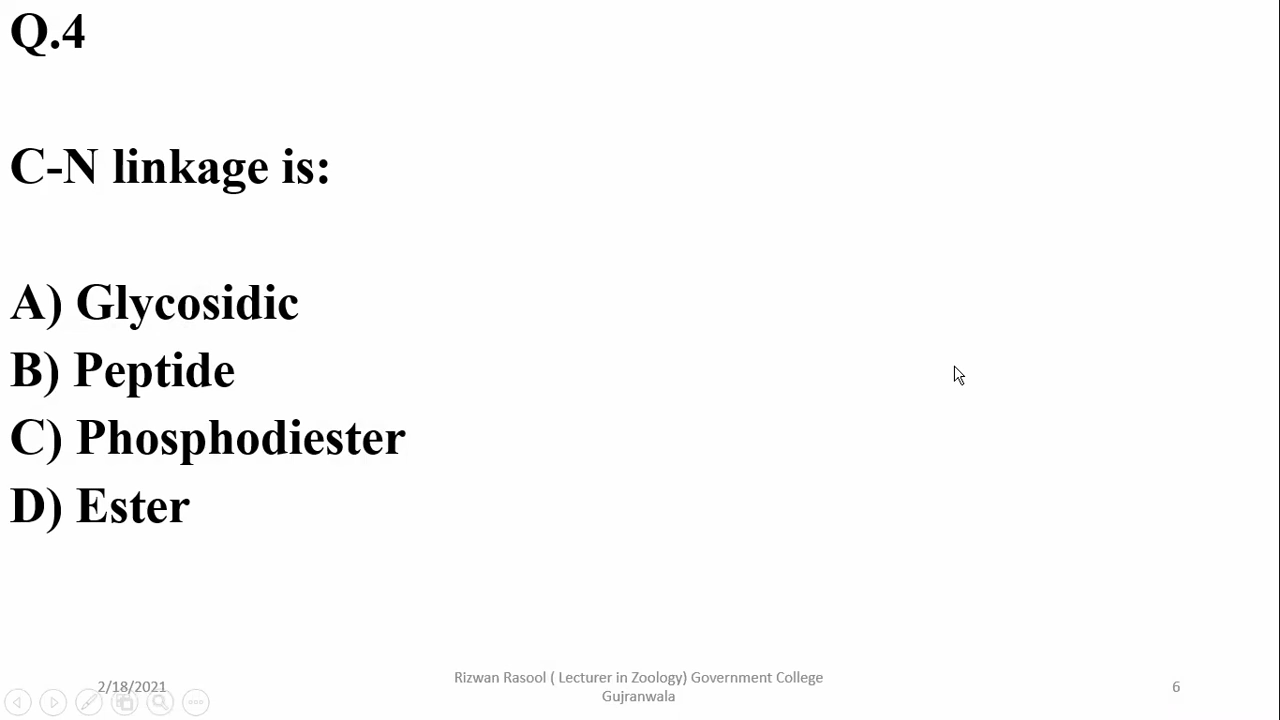 Q.4
C-N linkage is:
A) Glycosidic
B) Peptide
C) Phosphodiester
D) Ester
2/18/2021
Rizwan Rasool ( Lecturer in Zoology) Government College
Gujranwala
6